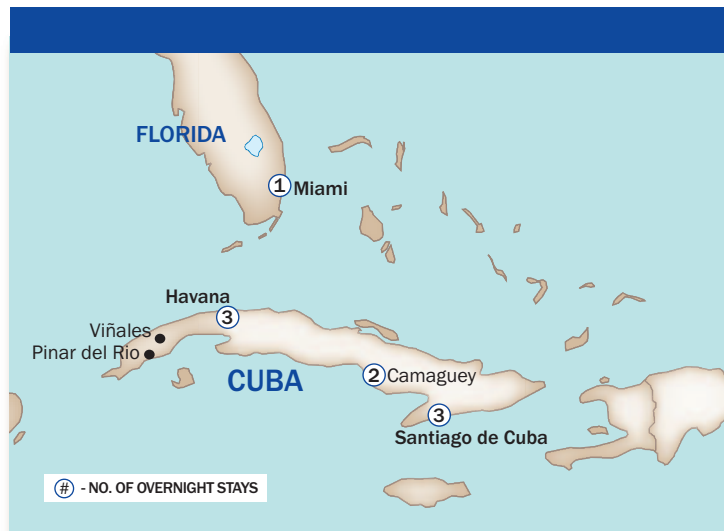 FLORIDA
1 Miami
Havana
3
Viñales
Pinar del Rio
CUBA
2 Camaguey
3
Santiago de Cuba
# - NO. OF OVERNIGHT STAYS